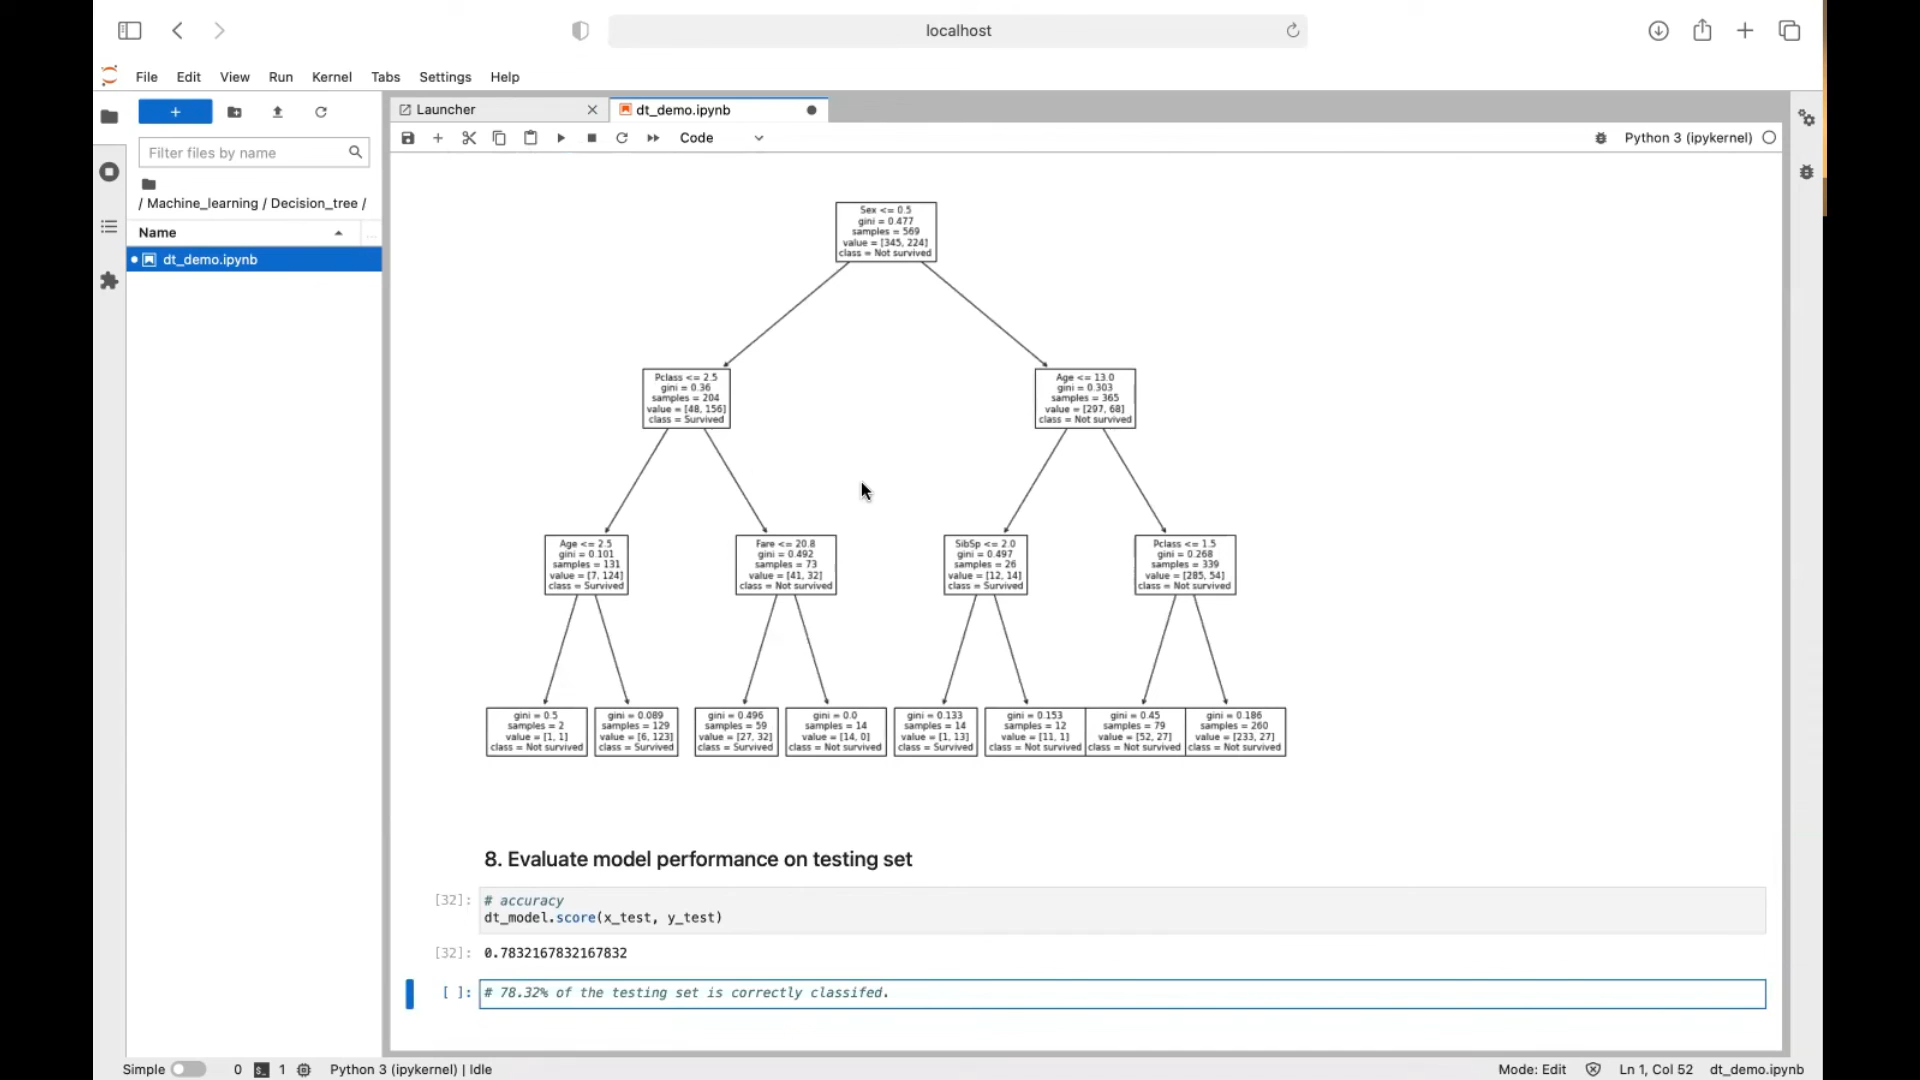 localhost
File Edit View Run Kernel Tabs Settings Help
+
Filter files by name
/ Machine_learning / Decision_tree /
Name
dt_demo.ipynb
Launcher
dt_demo.ipynb
Code
Python 3 (ipykernel)
Sex <= 0.5
gini = 0.477
samples = 569
value = [345, 224]
class = Not survived
Pclass <= 2.5
gini = 0.36
samples = 204
value = [48, 156]
class = Survived
Age <= 13.0
gini = 0.303
samples = 365
value = [297, 68]
class = Not survived
Age <= 2.5
gini = 0.101
samples = 131
value = [7, 124]
class = Survived
Fare <= 20.8
gini = 0.492
samples = 73
value = [41, 32]
class = Not survived
SibSp <= 2.0
gini = 0.497
samples = 26
value = [12, 14]
class = Survived
Pclass <= 1.5
gini = 0.268
samples = 339
value = [285, 54]
class = Not survived
gini = 0.5
samples = 2
value = [1, 1]
class = Not survived
gini = 0.089
samples = 129
value = [6, 123]
class = Survived
gini = 0.496
samples = 59
value = [27, 32]
class = Survived
gini = 0.0
samples = 14
value = [14, 0]
class = Not survived
gini = 0.133
samples = 14
value = [1, 13]
class = Survived
gini = 0.153
samples = 12
value = [11, 1]
class = Not survived
gini = 0.45
samples = 79
value = [52, 27]
class = Not survived
gini = 0.186
samples = 260
value = [233, 27]
class = Not survived
8. Evaluate model performance on testing set
[32]: # accuracy
dt_model.score(x_test, y_test)
[32]: 0.7832167832167832
[ ]: # 78.32% of the testing set is correctly classifed.
Simple 0 1 Python 3 (ipykernel) | Idle Mode: Edit Ln 1, Col 52 dt_demo.ipynb